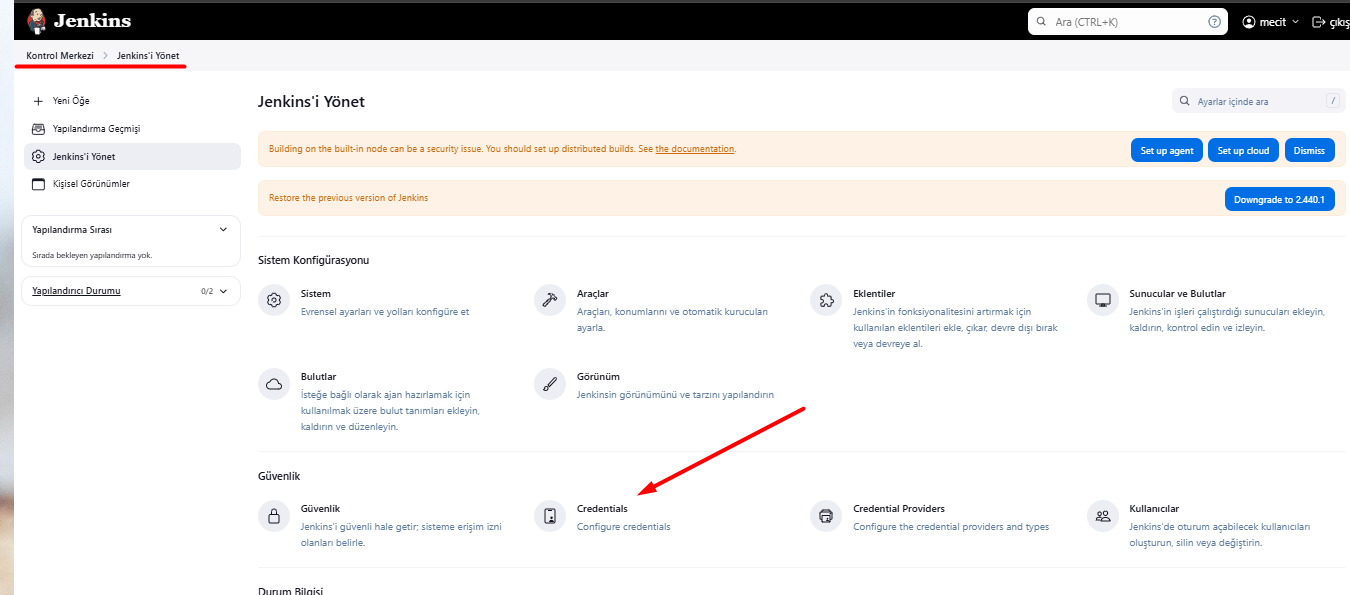 Jenkins
Ara (CTRL+K)
?
mecit
çıkış
Kontrol Merkezi > Jenkins'i Yönet
Yeni Öğe
Yapılandırma Geçmişi
Jenkins'i Yönet
Kişisel Görünümler
Yapılandırma Sırası
Sırada bekleyen yapılandırma yok.
Yapılandırıcı Durumu 0/2
Jenkins'i Yönet
Ayarlar içinde ara /
Building on the built-in node can be a security issue. You should set up distributed builds. See the documentation.
Set up agent Set up cloud Dismiss
Restore the previous version of Jenkins
Downgrade to 2.440.1
Sistem Konfigürasyonu
Sistem
Evrensel ayarları ve yolları konfigüre et
Araçlar
Araçları, konumlarını ve otomatik kurucuları
ayarla.
Eklentiler
Jenkins'in fonksiyonalitesini artırmak için
kullanılan eklentileri ekle, çıkar, devre dışı bırak
veya devreye al.
Sunucular ve Bulutlar
Jenkins'in işleri çalıştırdığı sunucuları ekleyin,
kaldırın, kontrol edin ve izleyin.
Bulutlar
İsteğe bağlı olarak ajan hazırlamak için
kullanılmak üzere bulut tanımları ekleyin,
kaldırın ve düzenleyin.
Görünüm
Jenkinsin görünümünü ve tarzını yapılandırın
Güvenlik
Güvenlik
Jenkins'i güvenli hale getir; sisteme erişim izni
olanları belirle.
Credentials
Configure credentials
Credential Providers
Configure the credential providers and types
Kullanıcılar
Jenkins'de oturum açabilecek kullanıcıları
oluşturun, silin veya değiştirin.
Durum Bilgisi